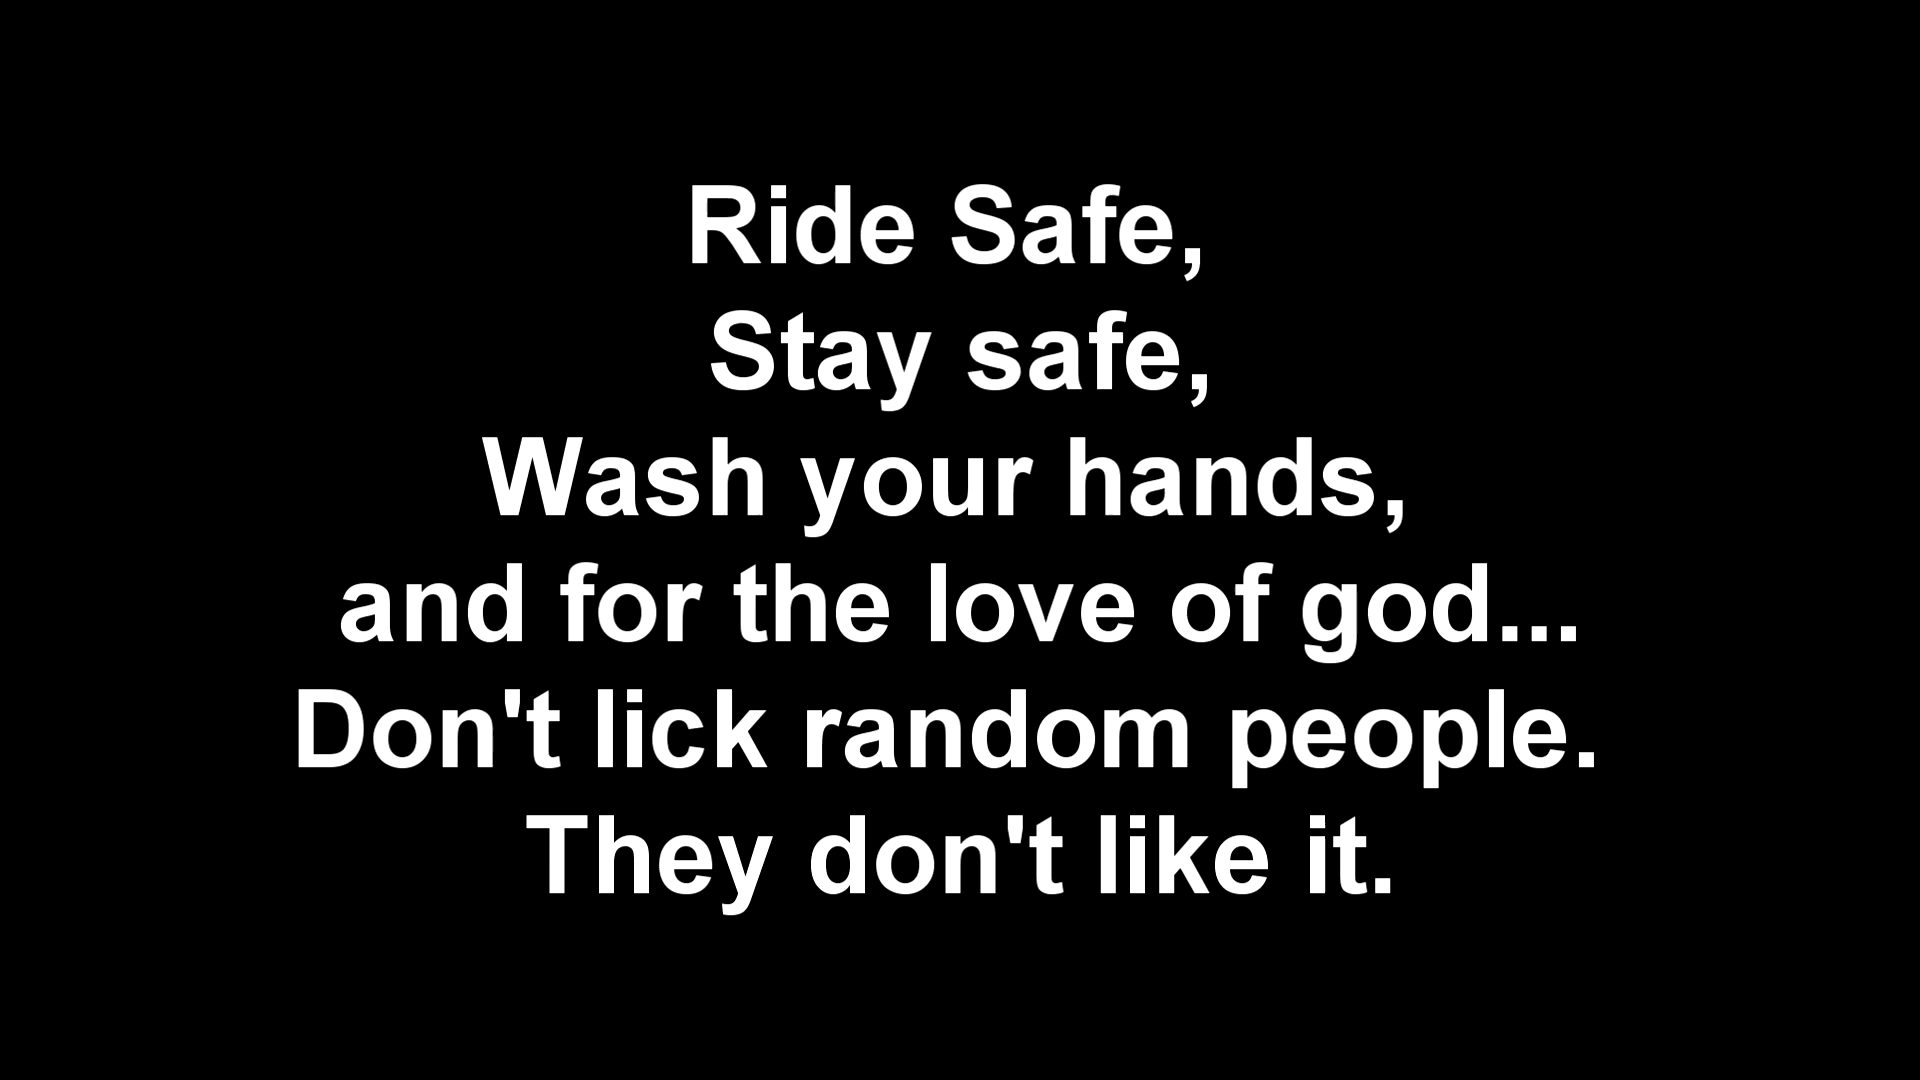 Ride Safe,
Stay safe,
Wash your hands,
and for the love of god...
Don't lick random people.
They don't like it.